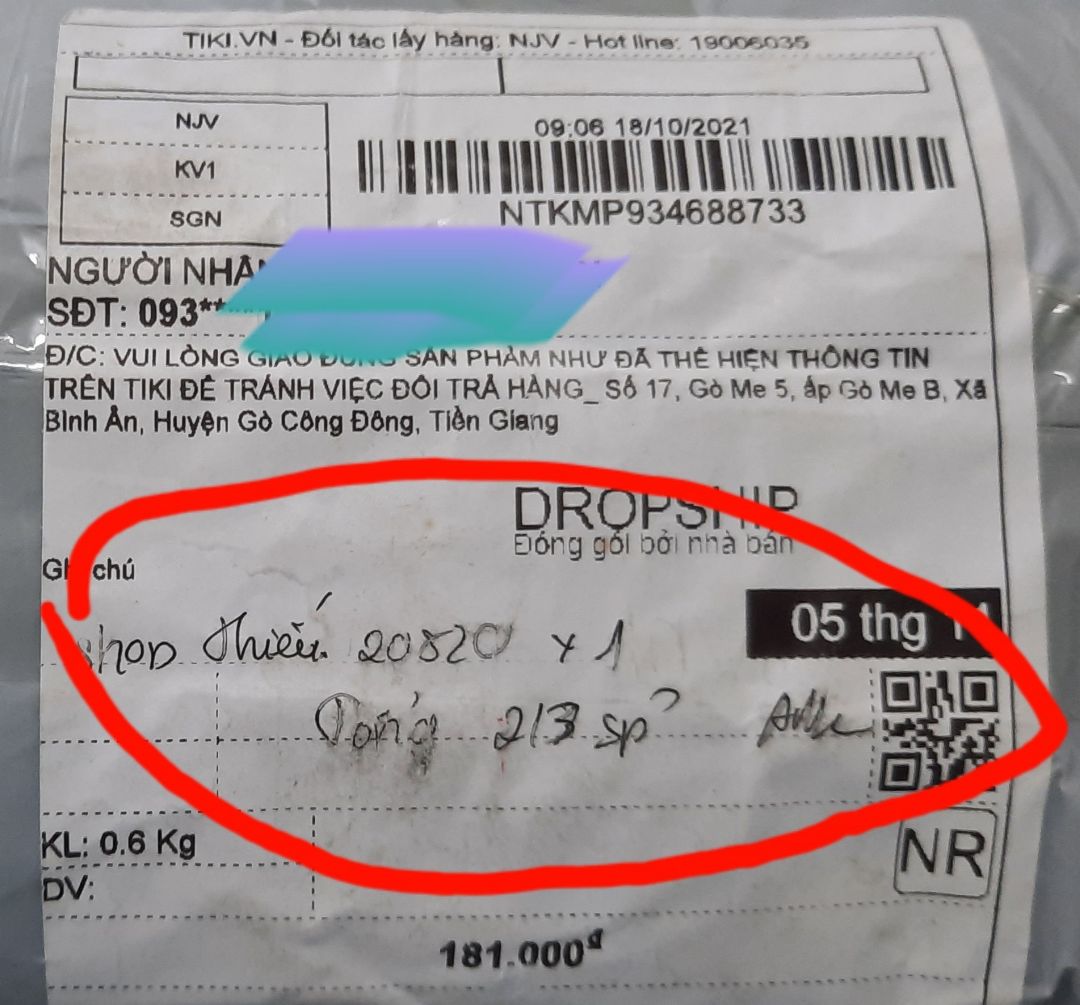 TIKI.VN - Đối tác lấy hàng: NJV - Hot line: 19006035
NJV
KV1
SGN
09:06 18/10/2021
NTKMP934688733
NGƯỜI
SĐT: 093**
Đ/C: VUI LÒNG GIAO ĐÚNG SẢN PHẨM NHƯ ĐÃ THỂ HIỆN THÔNG TIN
TRÊN TIKI ĐỂ TRÁNH VIỆC ĐỔI TRẢ HÀNG_ Số 17, Gò Me 5, ấp Gò Me B, Xã
Bình Ân, Huyện Gò Công Đông, Tiền Giang
DROPSHIP
Đóng gói bởi nhà bán
Ghi chú
shop thiếu 20520 x 1
Đóng 2/3 sp
05 thg
KL: 0.6 Kg
NR
DV:
181.000đ